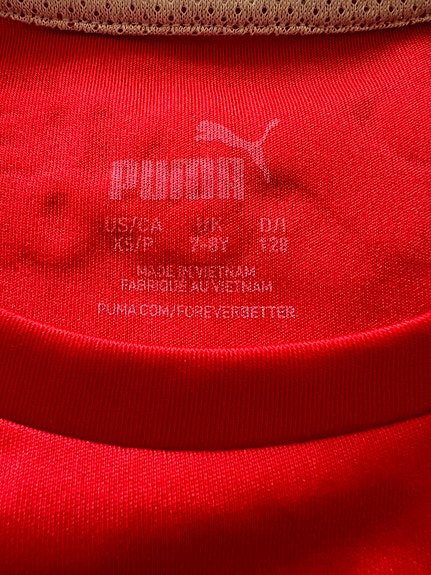 PUMA
US/CA UK D/I
XS/P 7-8Y 128
MADE IN VIETNAM
FABRIQUÉ AU VIETNAM
PUMA.COM/FOREVERBETTER